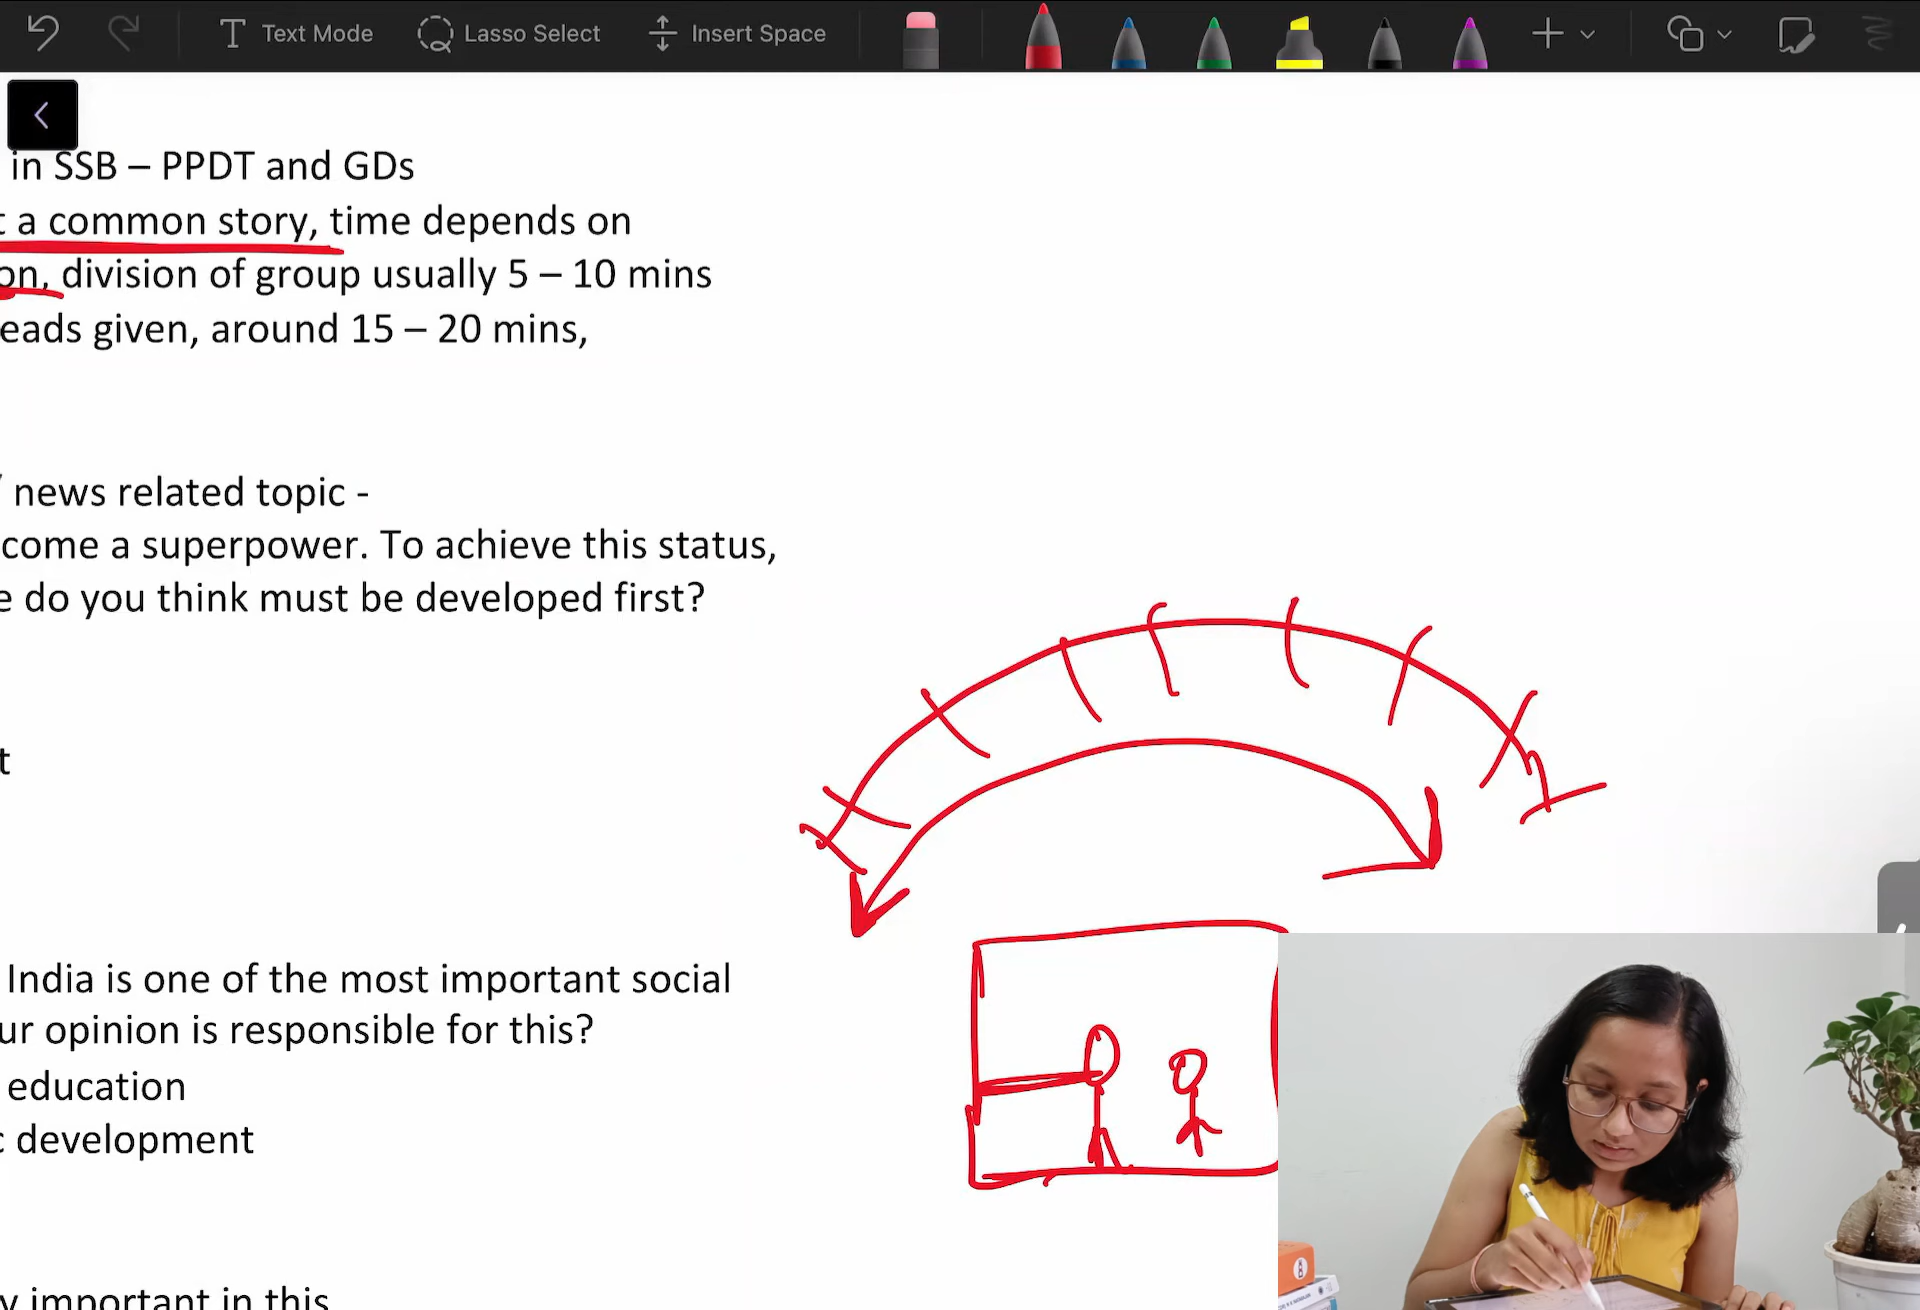 Text Mode Lasso Select Insert Space
in SSB – PPDT and GDs
a common story, time depends on
on, division of group usually 5 – 10 mins
eads given, around 15 – 20 mins,
news related topic -
come a superpower. To achieve this status,
e do you think must be developed first?
t
India is one of the most important social
ur opinion is responsible for this?
education
c development
y important in this